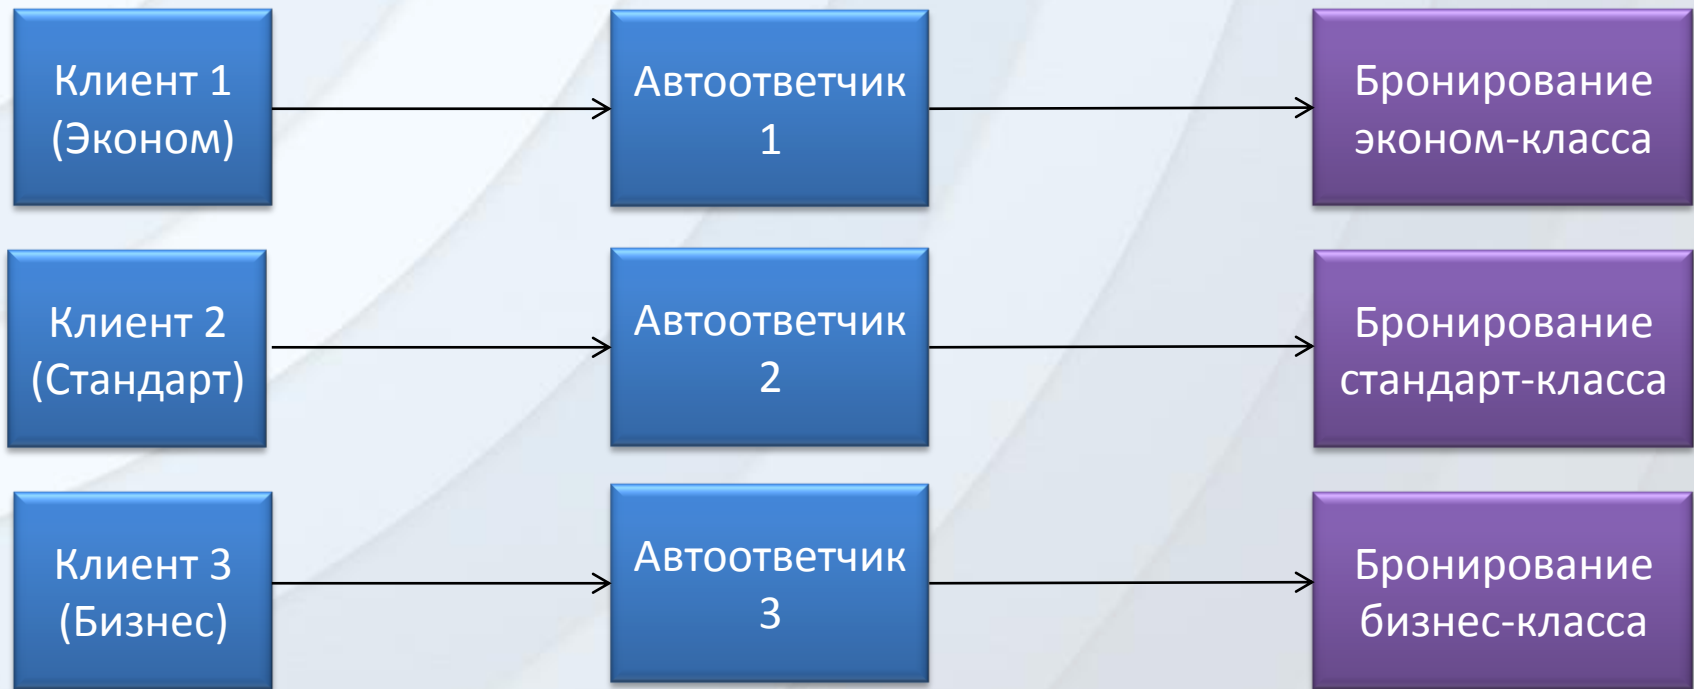 Клиент 1
(Эконом)
Автоответчик
1
Бронирование
эконом-класса
Клиент 2
(Стандарт)
Автоответчик
2
Бронирование
стандарт-класса
Клиент 3
(Бизнес)
Автоответчик
3
Бронирование
бизнес-класса